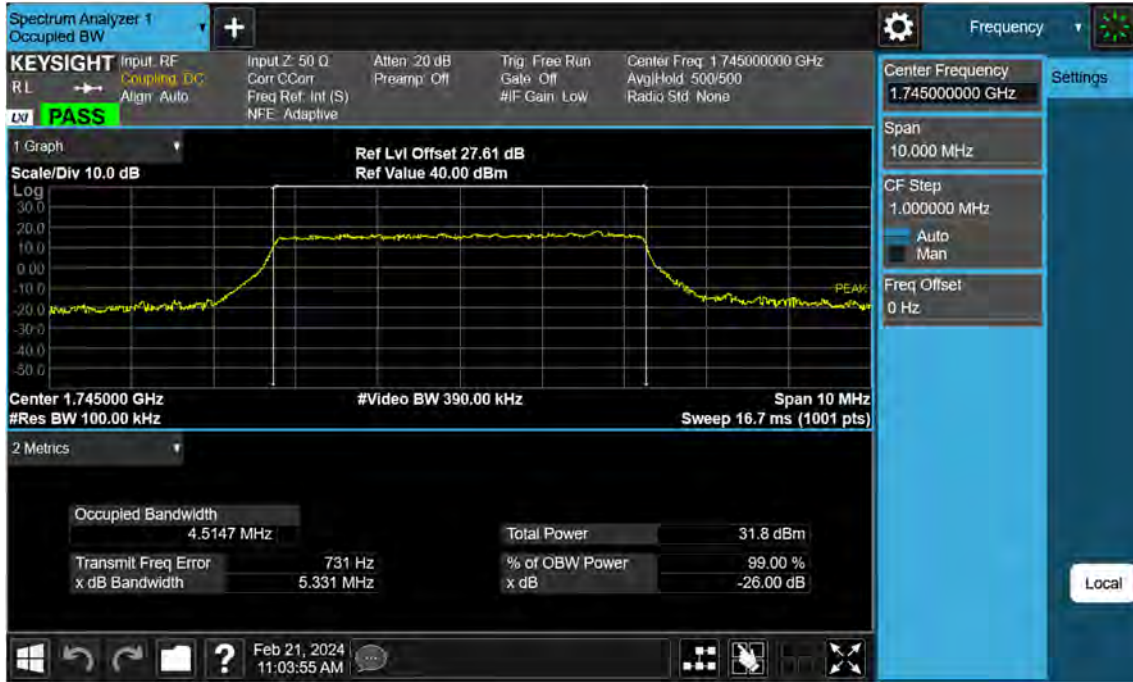 Spectrum Analyzer 1
Occupied BW
Frequency
KEYSIGHT
RL
LXI
PASS
Input: RF
Coupling: DC
Align: Auto
Input Z: 50 Ω
Corr CCorr
Freq Ref: Int (S)
NFE: Adaptive
Atten: 20 dB
Preamp: Off
Trig: Free Run
Gate: Off
#IF Gain: Low
Center Freq: 1.745000000 GHz
Avg|Hold: 500/500
Radio Std: None
Center Frequency
1.745000000 GHz
Settings
Span
10.000 MHz
CF Step
1.000000 MHz
Auto
Man
Freq Offset
0 Hz
Local
1 Graph
Scale/Div 10.0 dB
Ref Lvl Offset 27.61 dB
Ref Value 40.00 dBm
Log
30.0
20.0
10.0
0.00
-10.0
-20.0
-30.0
-40.0
-50.0
PEAK
Center 1.745000 GHz
#Video BW 390.00 kHz
Span 10 MHz
#Res BW 100.00 kHz
Sweep 16.7 ms (1001 pts)
2 Metrics
Occupied Bandwidth
4.5147 MHz
Total Power 31.8 dBm
Transmit Freq Error 731 Hz
% of OBW Power 99.00 %
x dB Bandwidth 5.331 MHz
x dB -26.00 dB
?
Feb 21, 2024
11:03:55 AM